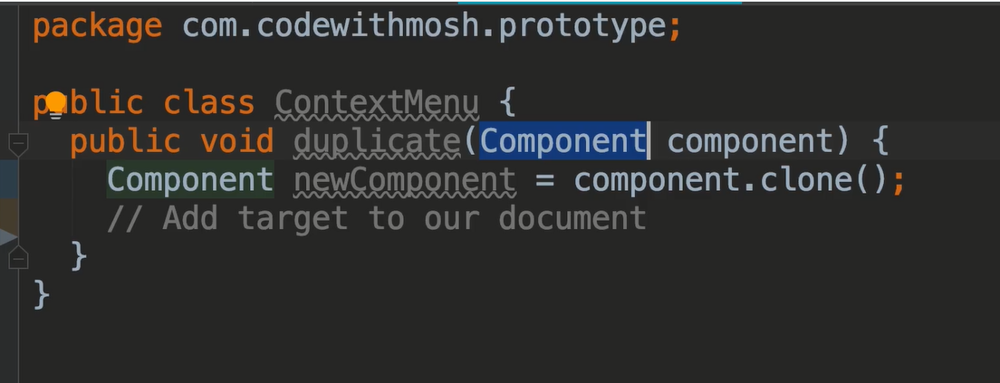 package com.codewithmosh.prototype;
public class ContextMenu {
public void duplicate(Component component) {
Component newComponent = component.clone();
// Add target to our document
}
}